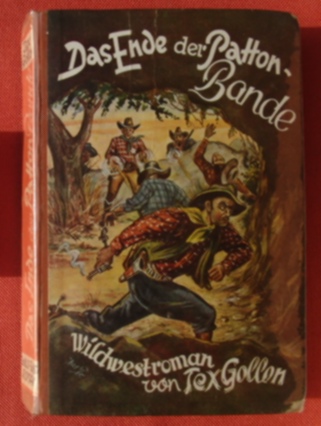 Das Ende der Patton-
Bande
Wildwestroman
von Tex Gollon